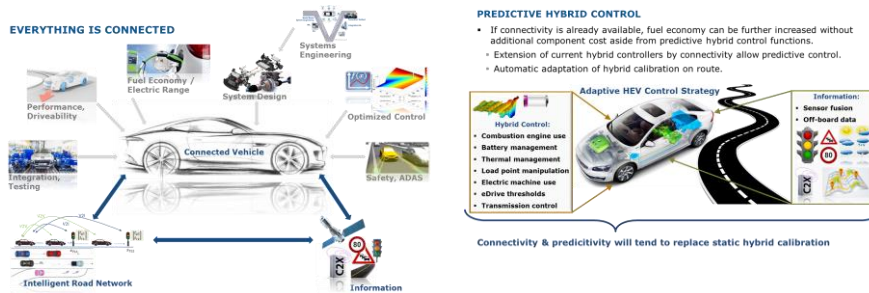 EVERYTHING IS CONNECTED
Systems
Engineering
Fuel Economy /
Electric Range
System Design
Performance,
Driveability
Optimized Control
Connected Vehicle
Integration,
Testing
Safety, ADAS
80
C2X
Intelligent Road Network
Information
PREDICTIVE HYBRID CONTROL
If connectivity is already available, fuel economy can be further increased without
additional component cost aside from predictive hybrid control functions.
Extension of current hybrid controllers by connectivity allow predictive control.
Automatic adaptation of hybrid calibration on route.
Adaptive HEV Control Strategy
Hybrid Control:
Combustion engine use
Battery management
Thermal management
Load point manipulation
Electric machine use
eDrive thresholds
Transmission control
Information:
Sensor fusion
Off-board data
80
C2X
Connectivity & predicitivity will tend to replace static hybrid calibration